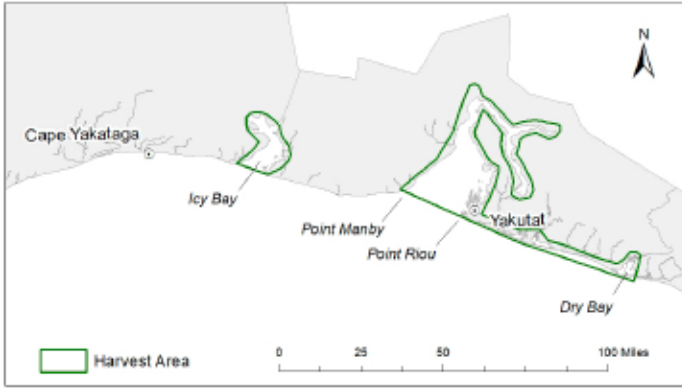 N
Cape Yakataga
Icy Bay
Point Manby
Yakutat
Point Riou
Dry Bay
Harvest Area
0 25 50 100 Miles